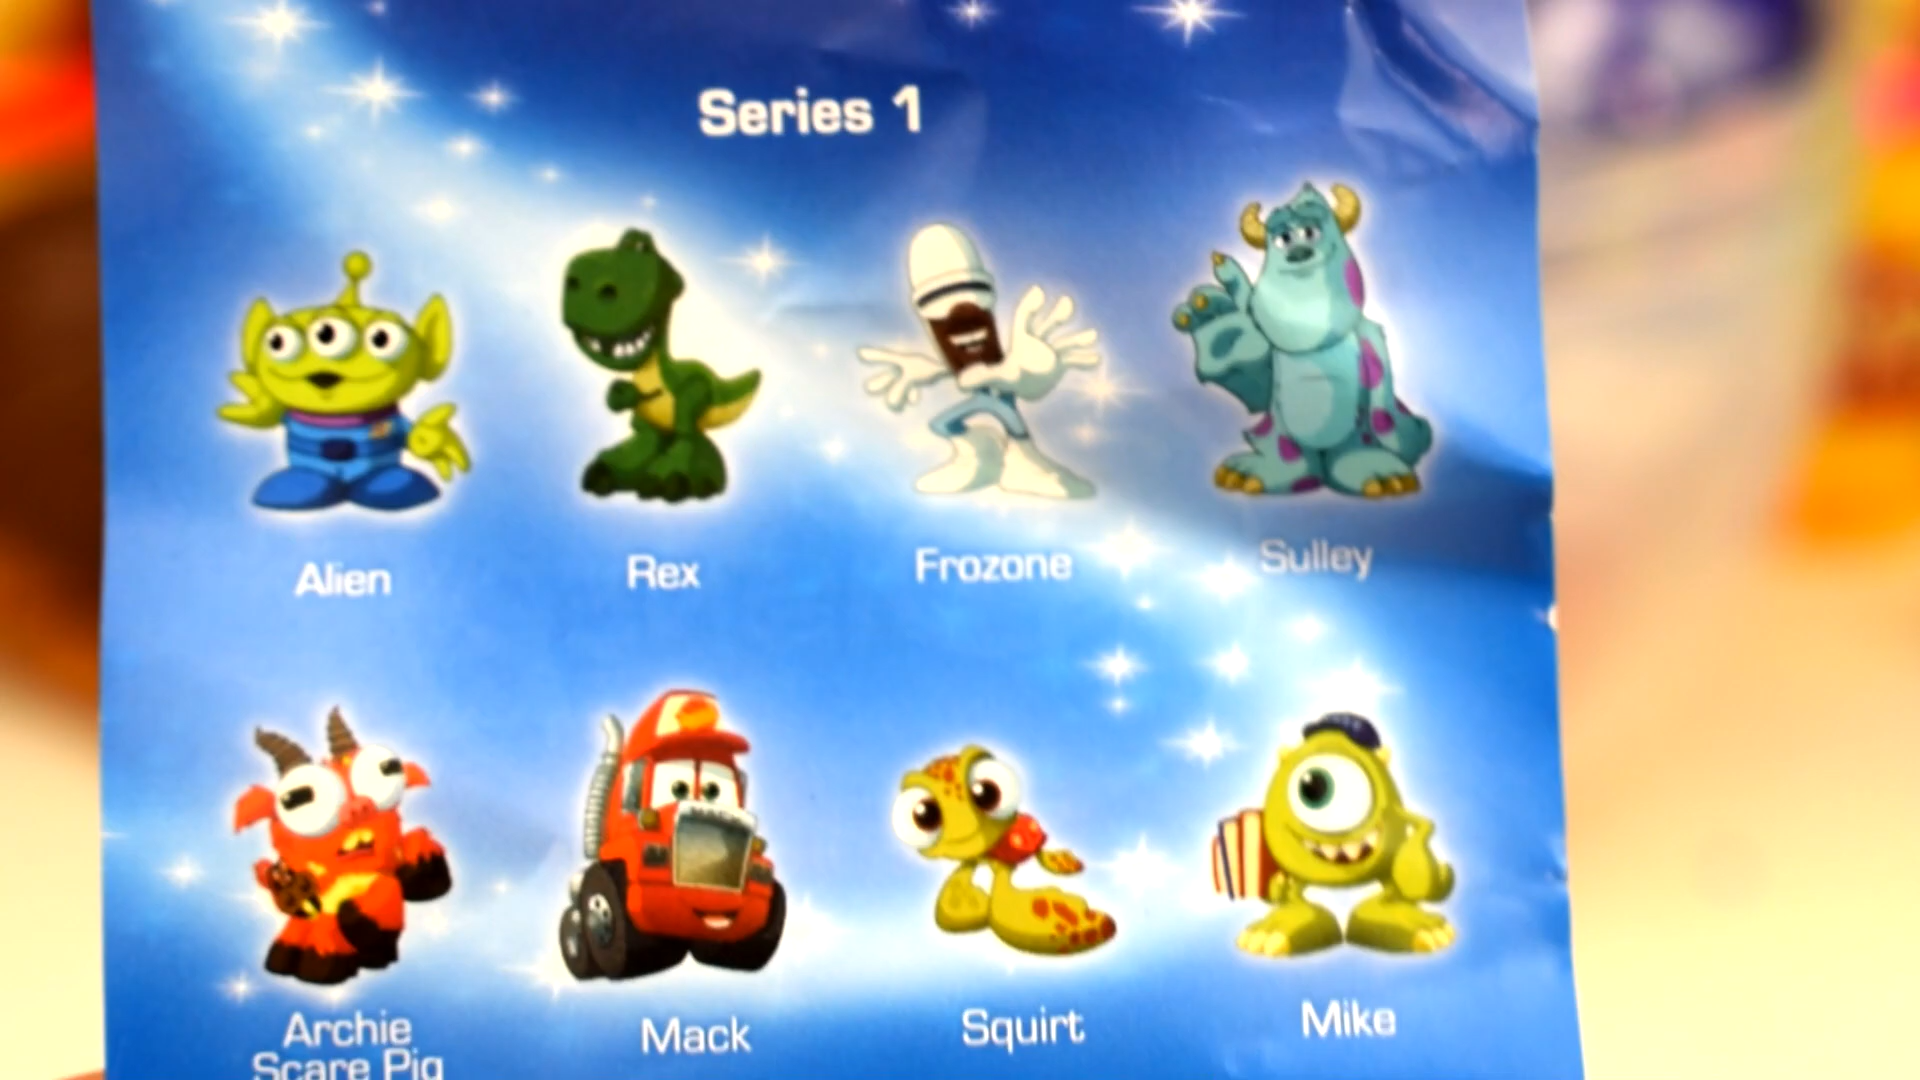 Series 1
Alien
Rex
Frozone
Sulley
Archie
Scare Pig
Mack
Squirt
Mike